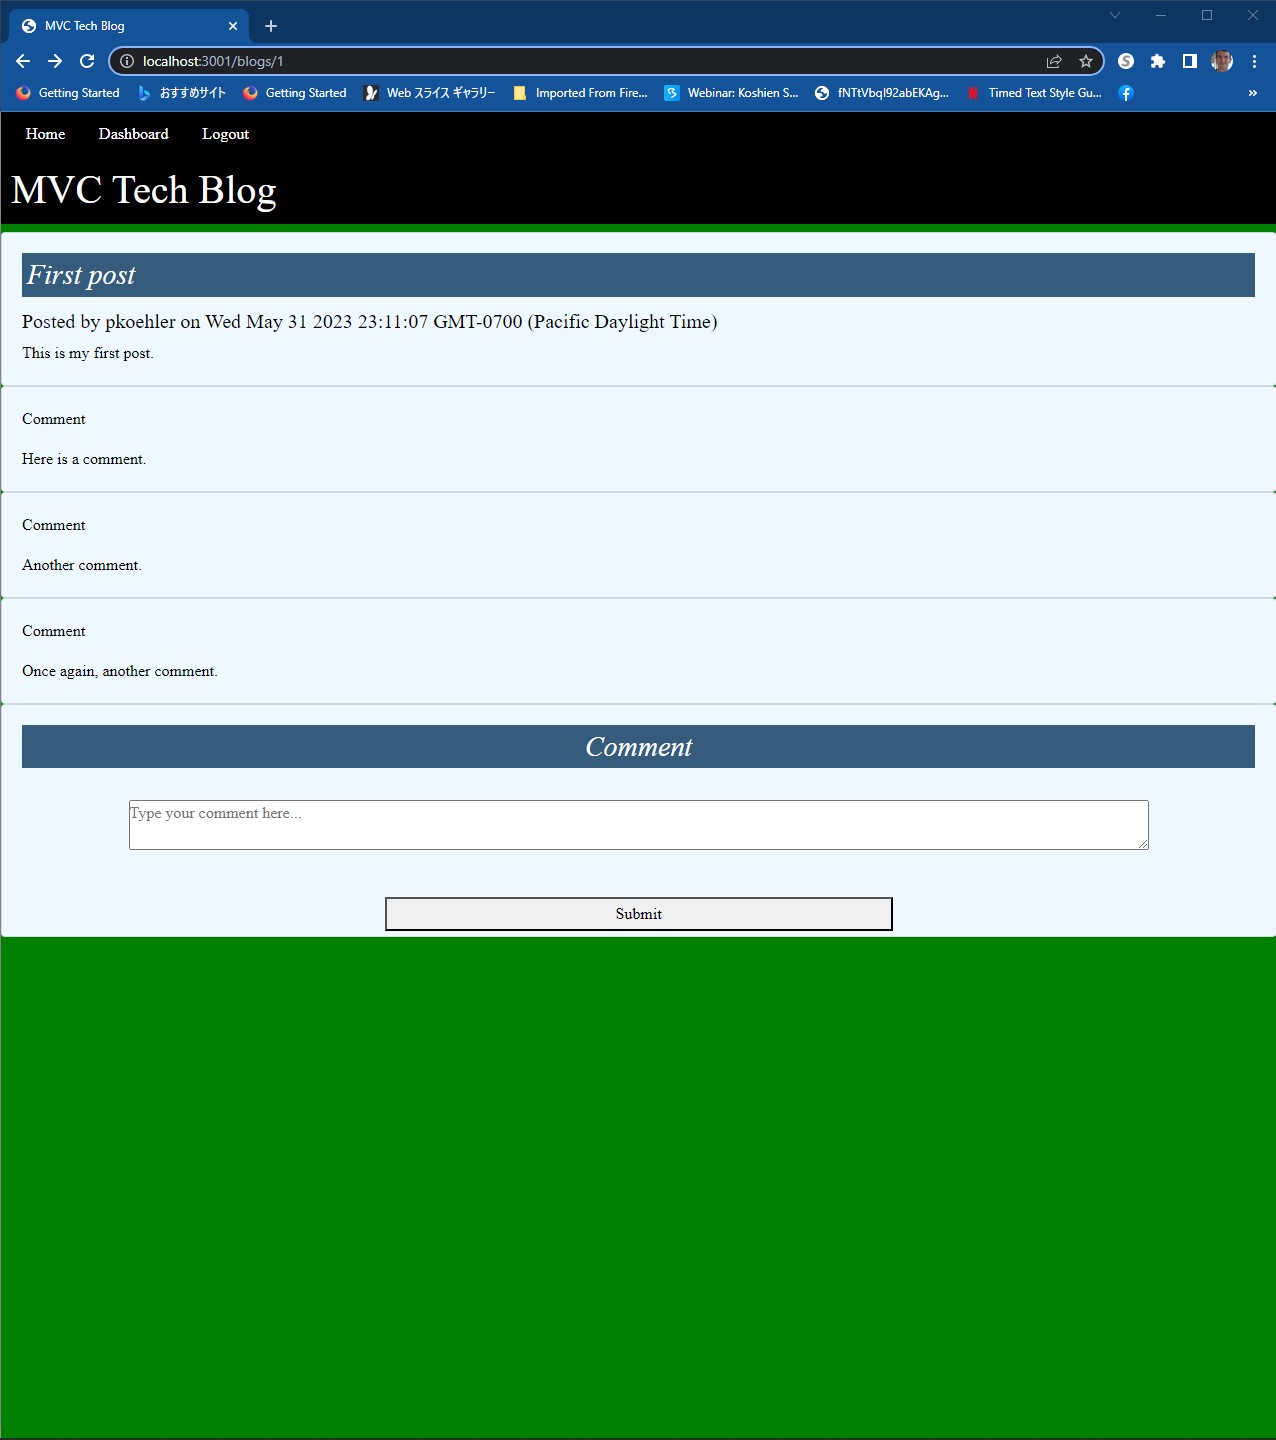 MVC Tech Blog
localhost:3001/blogs/1
Getting Started おすすめサイト Getting Started Web スライス ギャラリー Imported From Fire... Webinar: Koshien S... fNTtVbqI92abEKAg... Timed Text Style Gu...
Home Dashboard Logout
MVC Tech Blog
First post
Posted by pkoehler on Wed May 31 2023 23:11:07 GMT-0700 (Pacific Daylight Time)
This is my first post.
Comment
Here is a comment.
Comment
Another comment.
Comment
Once again, another comment.
Comment
Type your comment here...
Submit